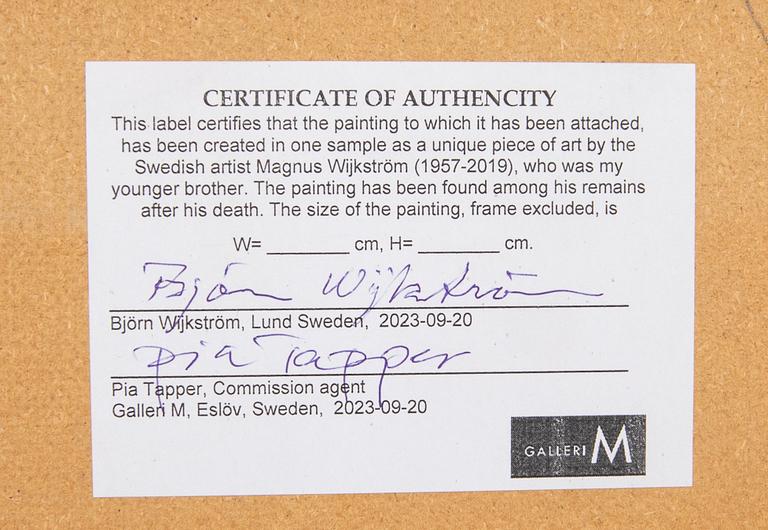 CERTIFICATE OF AUTHENCITY
This label certifies that the painting to which it has been attached,
has been created in one sample as a unique piece of art by the
Swedish artist Magnus Wijkström (1957-2019), who was my
younger brother. The painting has been found among his remains
after his death. The size of the painting, frame excluded, is
W= ________ cm, H= ________ cm.
Björn Wijkström
Björn Wijkström, Lund Sweden, 2023-09-20
Pia Tapper
Pia Tapper, Commission agent
Galleri M, Eslöv, Sweden, 2023-09-20
GALLERI M